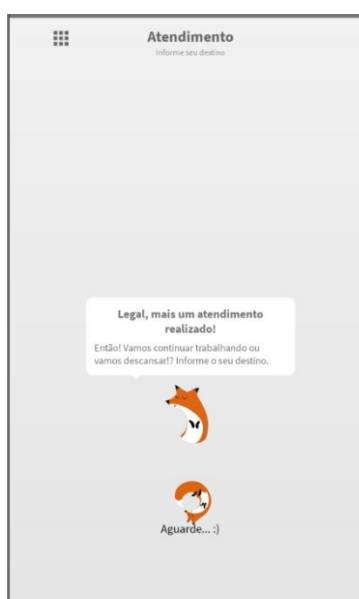 Atendimento
Informe seu destino
Legal, mais um atendimento
realizado!
Então! Vamos continuar trabalhando ou
vamos descansar!? Informe o seu destino.
Aguarde... :)